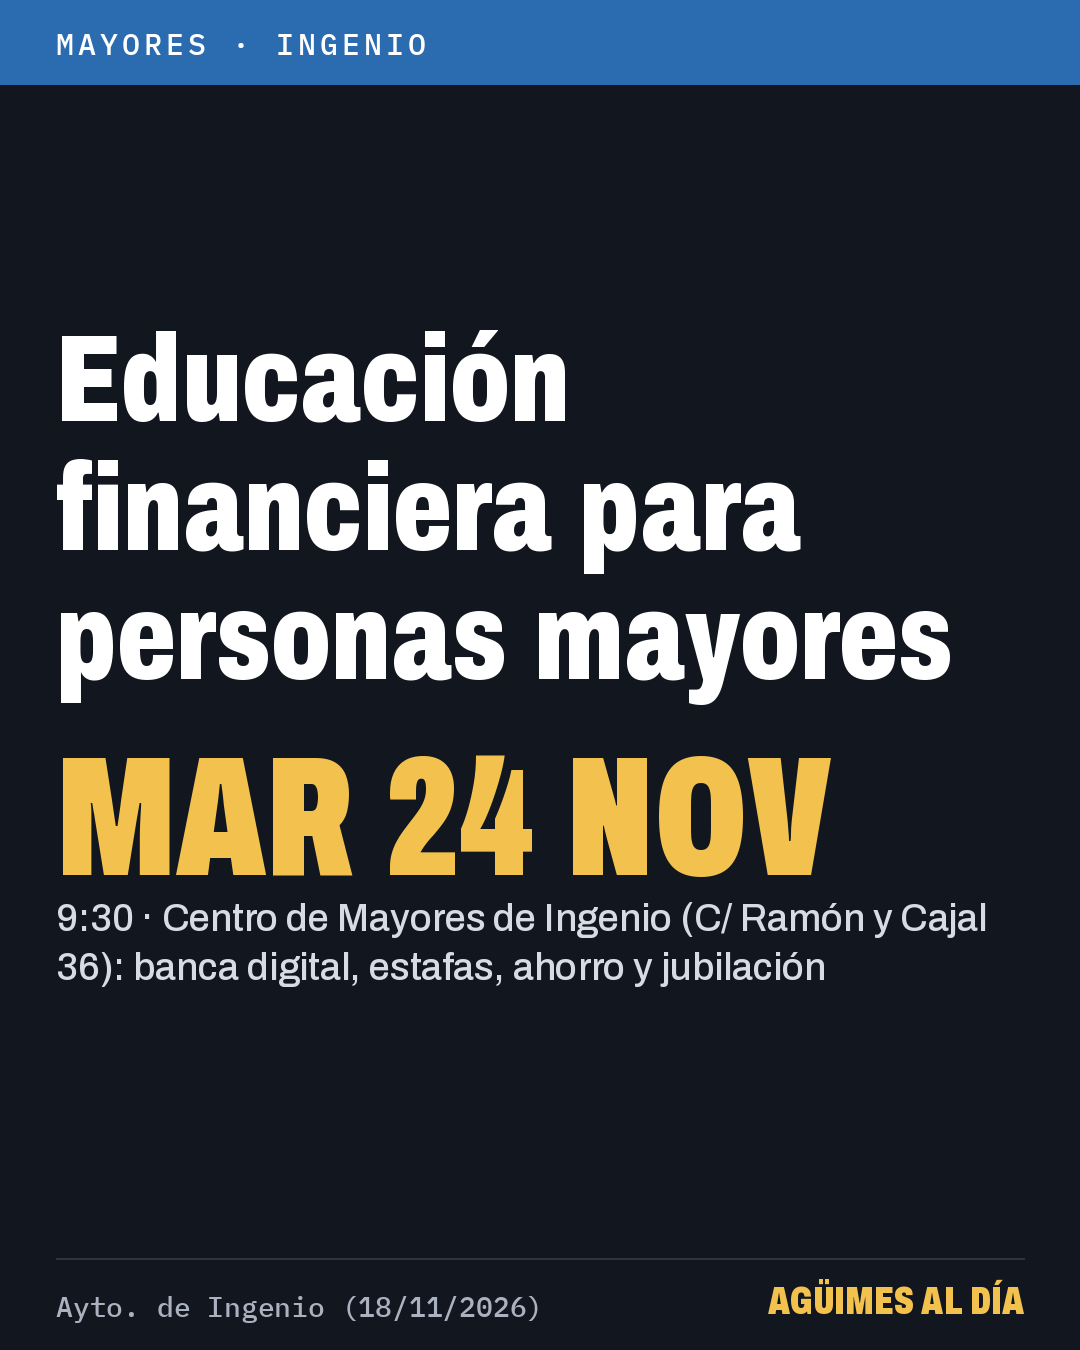 MAYORES · INGENIO
Educación
financiera para
personas mayores
MAR 24 NOV
9:30 · Centro de Mayores de Ingenio (C/ Ramón y Cajal
36): banca digital, estafas, ahorro y jubilación
Ayto. de Ingenio (18/11/2026)
AGÜIMES AL DÍA